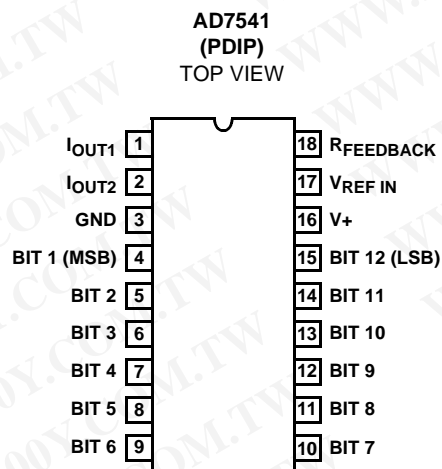 AD7541
(PDIP)
TOP VIEW
IOUT1 1 18 RFEEDBACK
IOUT2 2 17 VREF IN
GND 3 16 V+
BIT 1 (MSB) 4 15 BIT 12 (LSB)
BIT 2 5 14 BIT 11
BIT 3 6 13 BIT 10
BIT 4 7 12 BIT 9
BIT 5 8 11 BIT 8
BIT 6 9 10 BIT 7